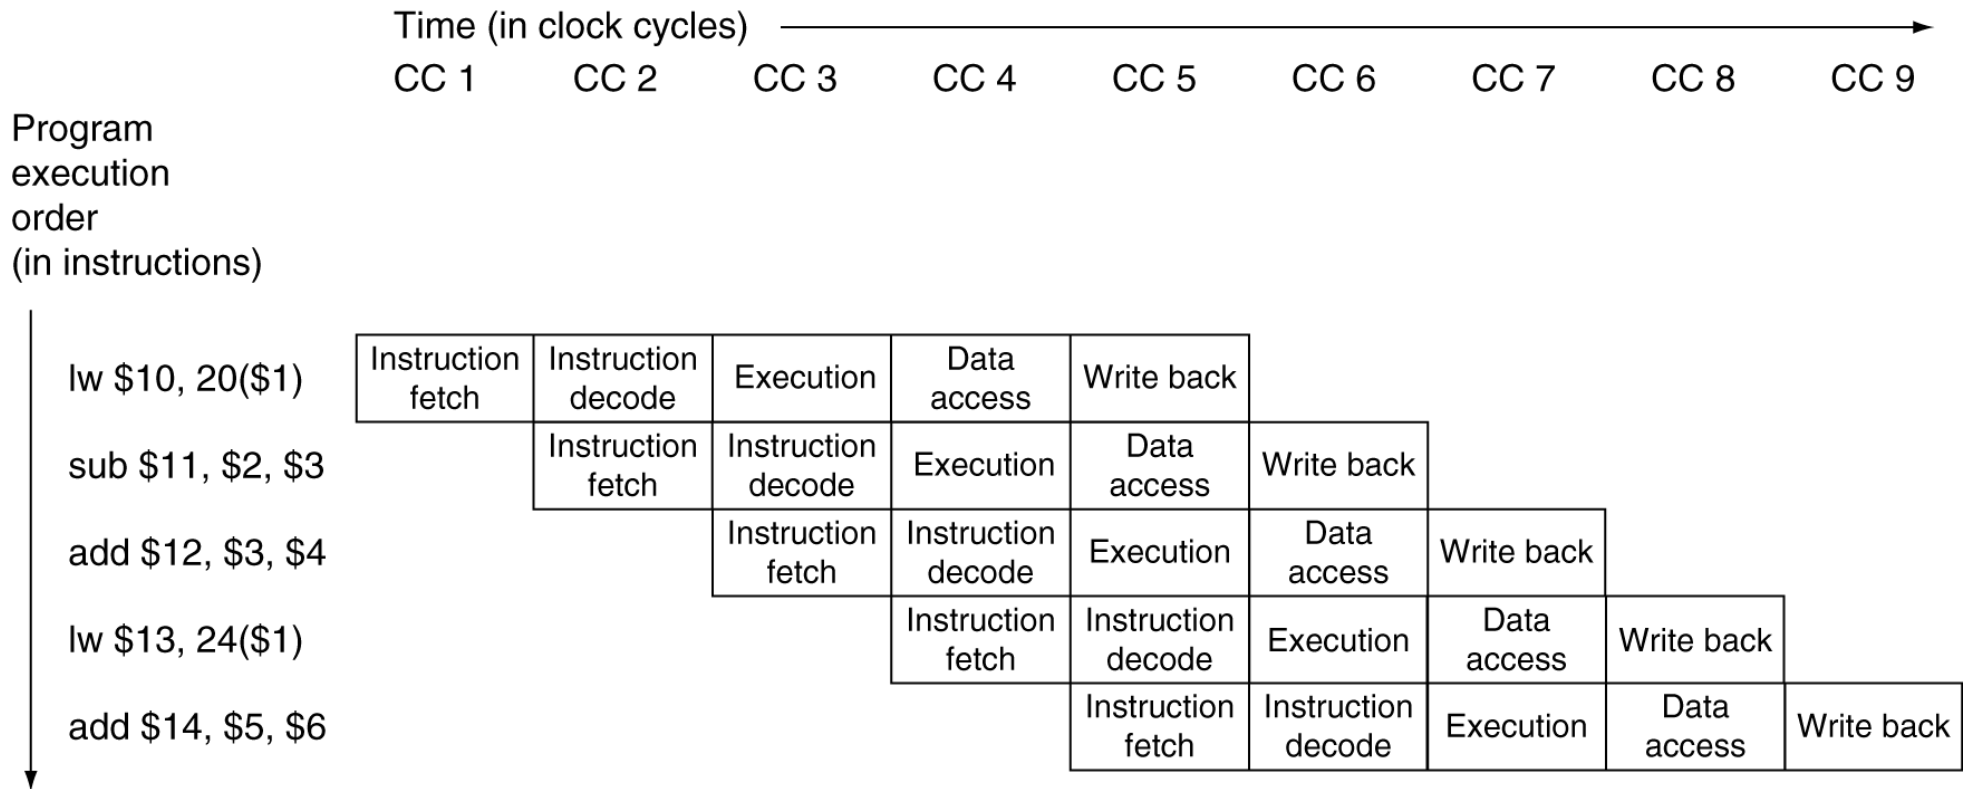 Time (in clock cycles)
CC 1 CC 2 CC 3 CC 4 CC 5 CC 6 CC 7 CC 8 CC 9
Program
execution
order
(in instructions)
lw $10, 20($1)
Instruction
fetch
Instruction
decode
Execution
Data
access
Write back
sub $11, $2, $3
Instruction
fetch
Instruction
decode
Execution
Data
access
Write back
add $12, $3, $4
Instruction
fetch
Instruction
decode
Execution
Data
access
Write back
lw $13, 24($1)
Instruction
fetch
Instruction
decode
Execution
Data
access
Write back
add $14, $5, $6
Instruction
fetch
Instruction
decode
Execution
Data
access
Write back